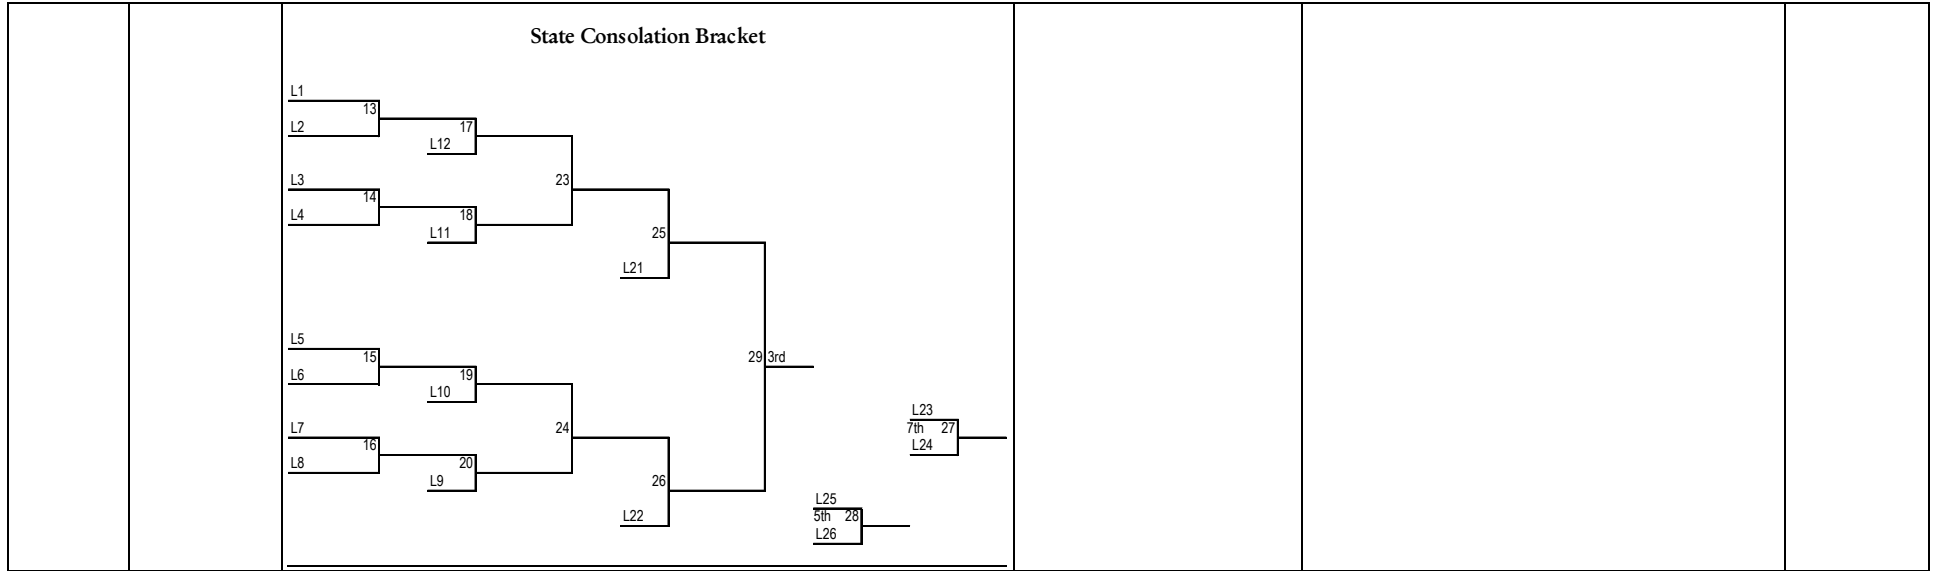 State Consolation Bracket
L1
13
L2
17
L12
L3
23
14
L4
18
L11
25
L21
L5
15
29 3rd
L6
19
L10
L23
L7
24
7th 27
16
L24
L8
20
L9
26
L25
L22
5th 28
L26